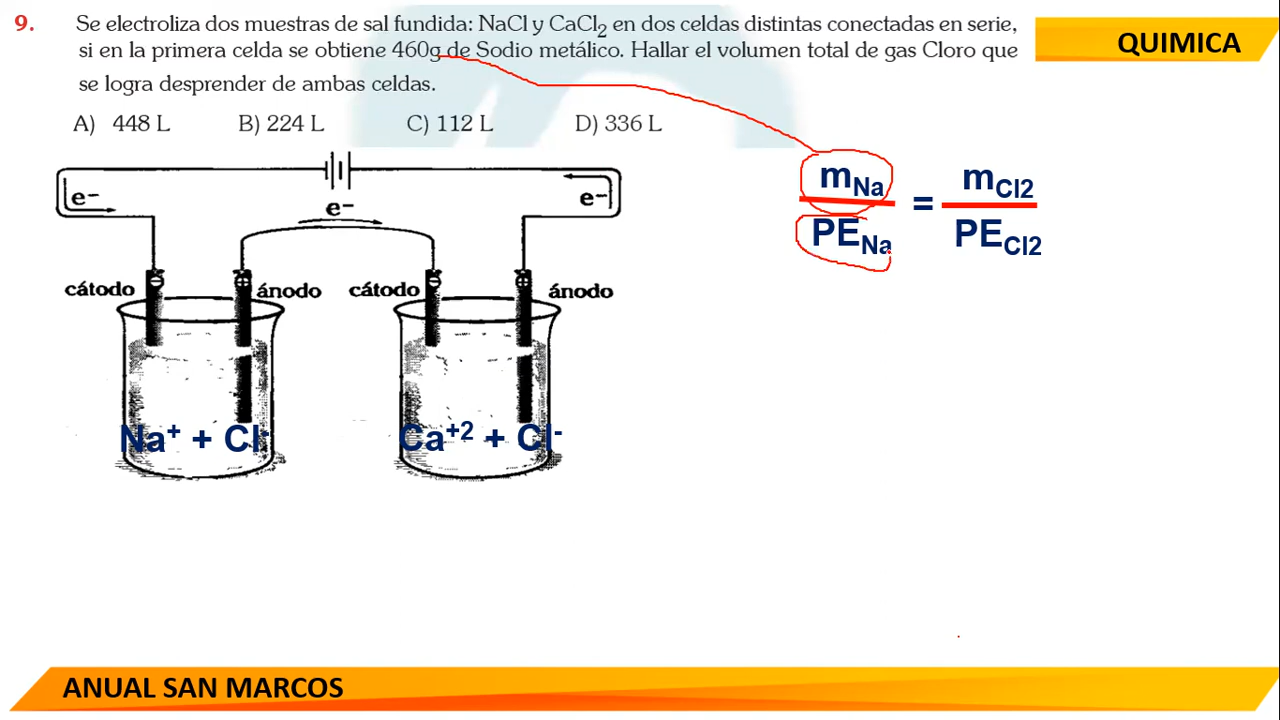 9. Se electroliza dos muestras de sal fundida: NaCl y CaCl₂ en dos celdas distintas conectadas en serie,
si en la primera celda se obtiene 460g de Sodio metálico. Hallar el volumen total de gas Cloro que
se logra desprender de ambas celdas.
A) 448 L B) 224 L C) 112 L D) 336 L
QUIMICA
e⁻ e⁻ e⁻
cátodo ánodo cátodo ánodo
Na⁺ + Cl⁻ Ca⁺² + Cl⁻
mNa = mCl2
PENa PECl2
ANUAL SAN MARCOS